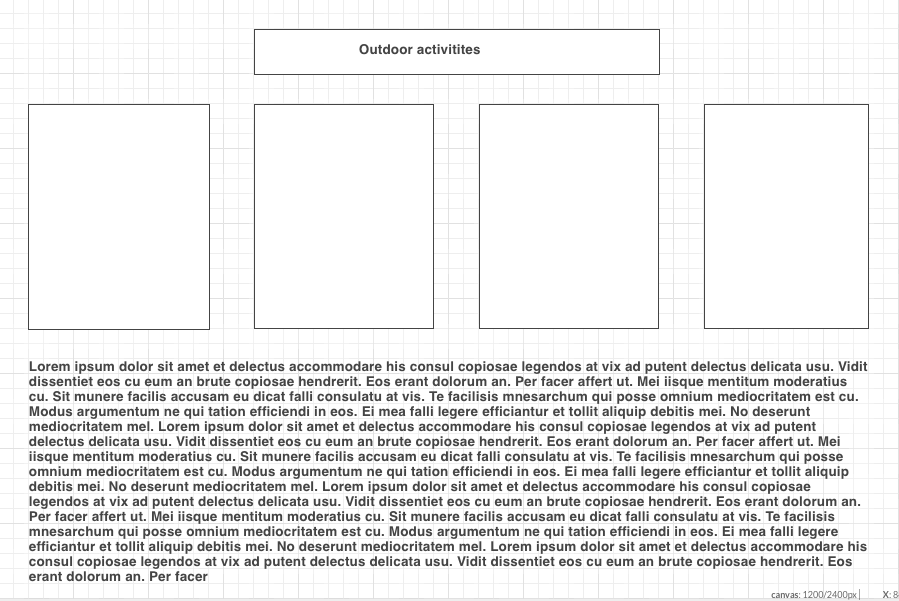 Outdoor activitites
Lorem ipsum dolor sit amet et delectus accommodare his consul copiosae legendos at vix ad putent delectus delicata usu. Vidit
dissentiet eos cu eum an brute copiosae hendrerit. Eos erant dolorum an. Per facer affert ut. Mei iisque mentitum moderatius
cu. Sit munere facilis accusam eu dicat falli consulatu at vis. Te facilisis mnesarchum qui posse omnium mediocritatem est cu.
Modus argumentum ne qui tation efficiendi in eos. Ei mea falli legere efficiantur et tollit aliquip debitis mei. No deserunt
mediocritatem mel. Lorem ipsum dolor sit amet et delectus accommodare his consul copiosae legendos at vix ad putent
delectus delicata usu. Vidit dissentiet eos cu eum an brute copiosae hendrerit. Eos erant dolorum an. Per facer affert ut. Mei
iisque mentitum moderatius cu. Sit munere facilis accusam eu dicat falli consulatu at vis. Te facilisis mnesarchum qui posse
omnium mediocritatem est cu. Modus argumentum ne qui tation efficiendi in eos. Ei mea falli legere efficiantur et tollit aliquip
debitis mei. No deserunt mediocritatem mel. Lorem ipsum dolor sit amet et delectus accommodare his consul copiosae
legendos at vix ad putent delectus delicata usu. Vidit dissentiet eos cu eum an brute copiosae hendrerit. Eos erant dolorum an.
Per facer affert ut. Mei iisque mentitum moderatius cu. Sit munere facilis accusam eu dicat falli consulatu at vis. Te facilisis
mnesarchum qui posse omnium mediocritatem est cu. Modus argumentum ne qui tation efficiendi in eos. Ei mea falli legere
efficiantur et tollit aliquip debitis mei. No deserunt mediocritatem mel. Lorem ipsum dolor sit amet et delectus accommodare his
consul copiosae legendos at vix ad putent delectus delicata usu. Vidit dissentiet eos cu eum an brute copiosae hendrerit. Eos
erant dolorum an. Per facer
canvas: 1200/2400px| X: 8